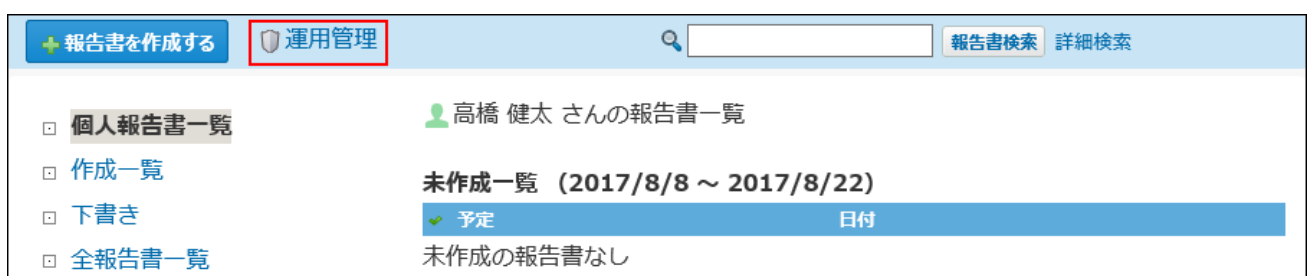 報告書を作成する 運用管理 報告書検索 詳細検索
個人報告書一覧
作成一覧
下書き
全報告書一覧
高橋 健太 さんの報告書一覧
未作成一覧 （2017/8/8 ～ 2017/8/22）
予定 日付
未作成の報告書なし